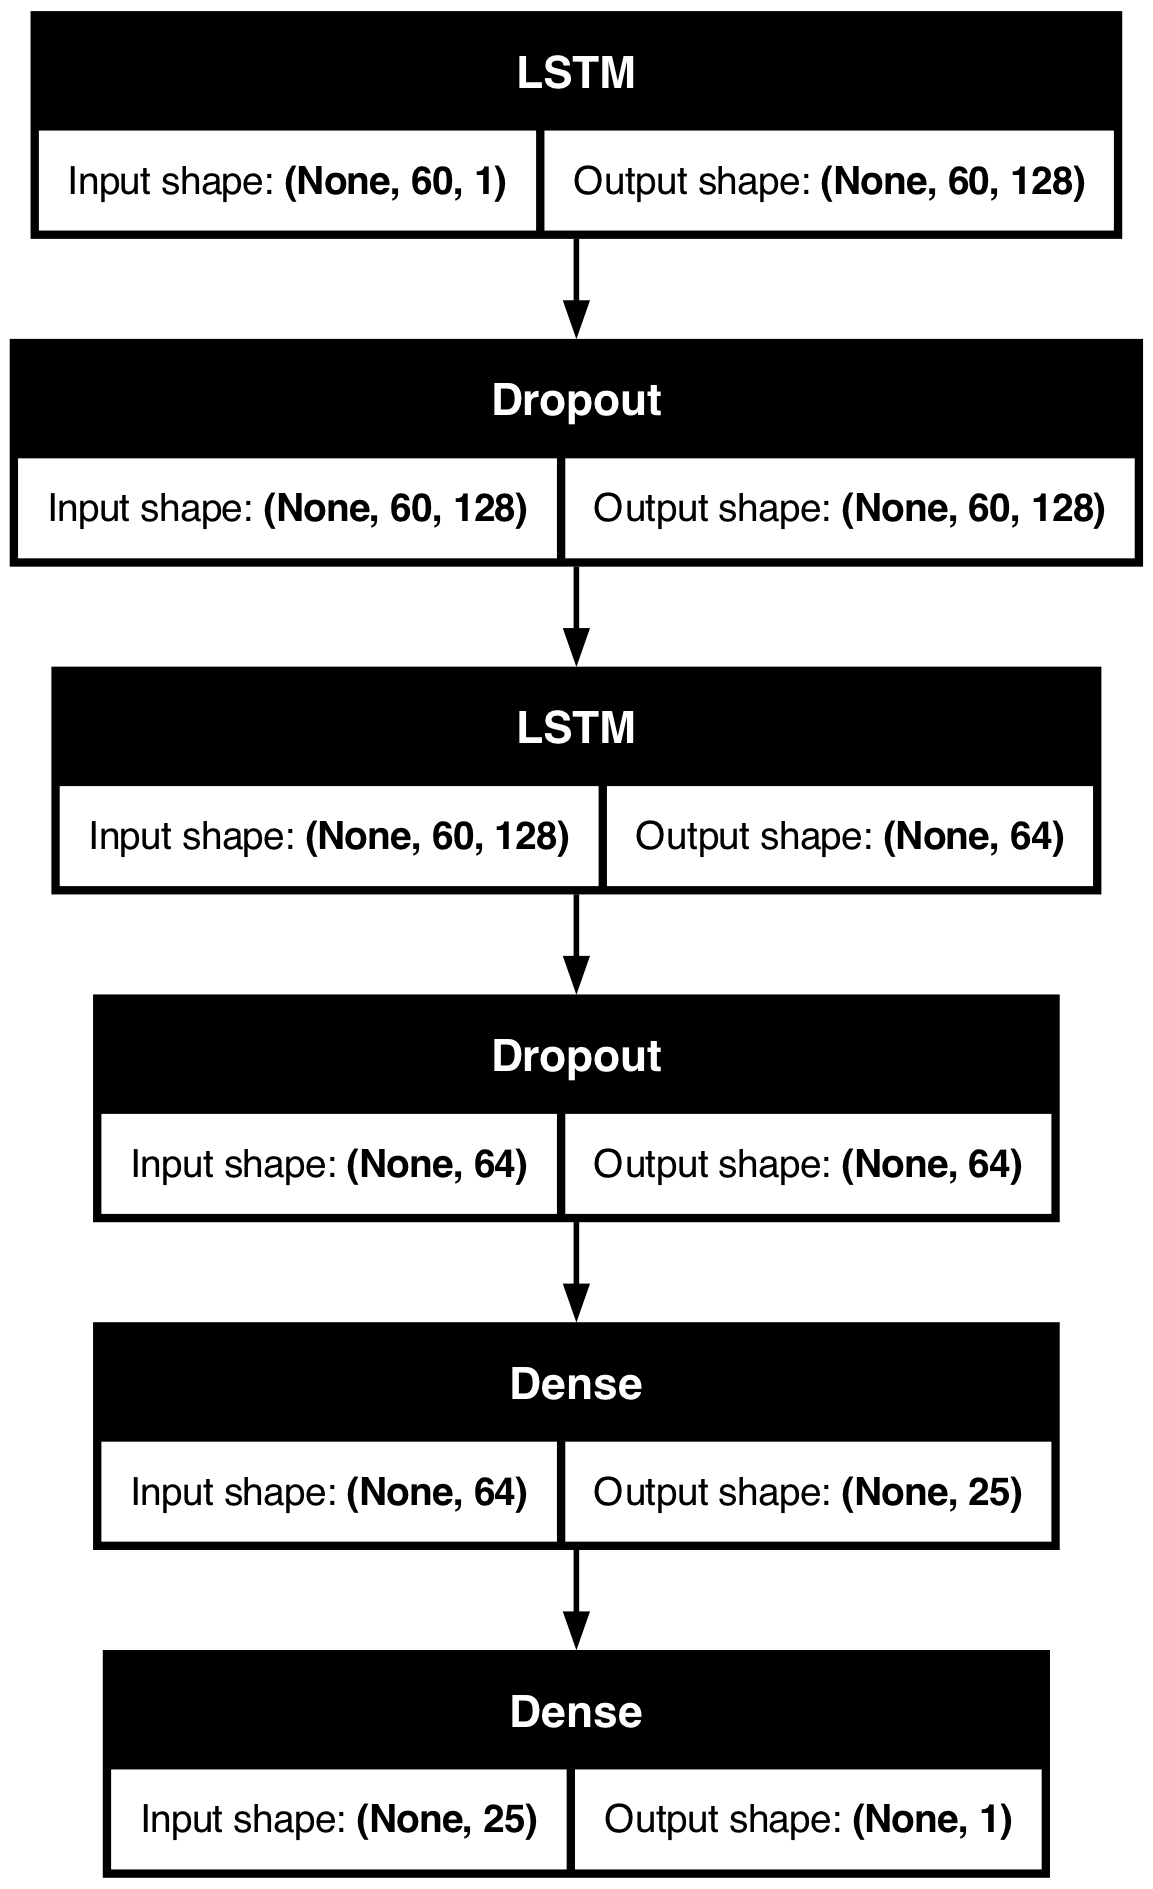 LSTM
Input shape: (None, 60, 1) Output shape: (None, 60, 128)
Dropout
Input shape: (None, 60, 128) Output shape: (None, 60, 128)
LSTM
Input shape: (None, 60, 128) Output shape: (None, 64)
Dropout
Input shape: (None, 64) Output shape: (None, 64)
Dense
Input shape: (None, 64) Output shape: (None, 25)
Dense
Input shape: (None, 25) Output shape: (None, 1)